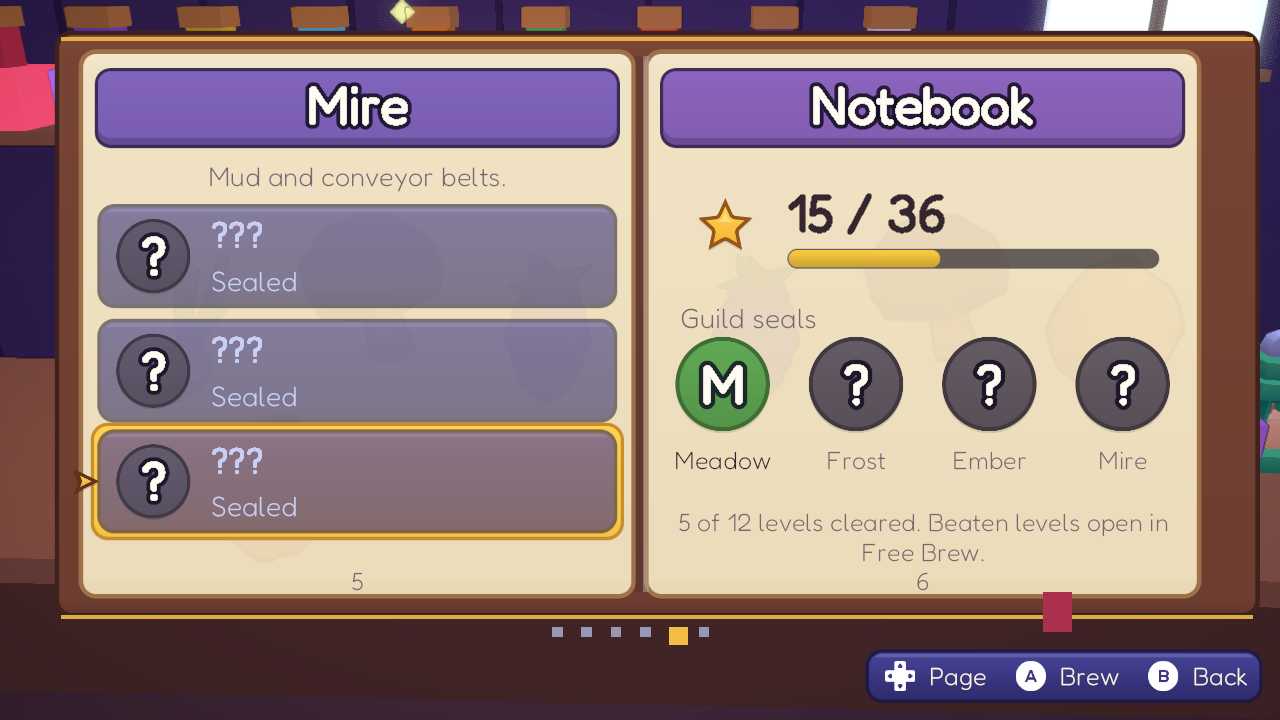 Mire
Mud and conveyor belts.
?
???
Sealed
?
???
Sealed
?
???
Sealed
5
Notebook
15 / 36
Guild seals
M
?
?
?
Meadow
Frost
Ember
Mire
5 of 12 levels cleared. Beaten levels open in
Free Brew.
6
Page
A
Brew
B
Back